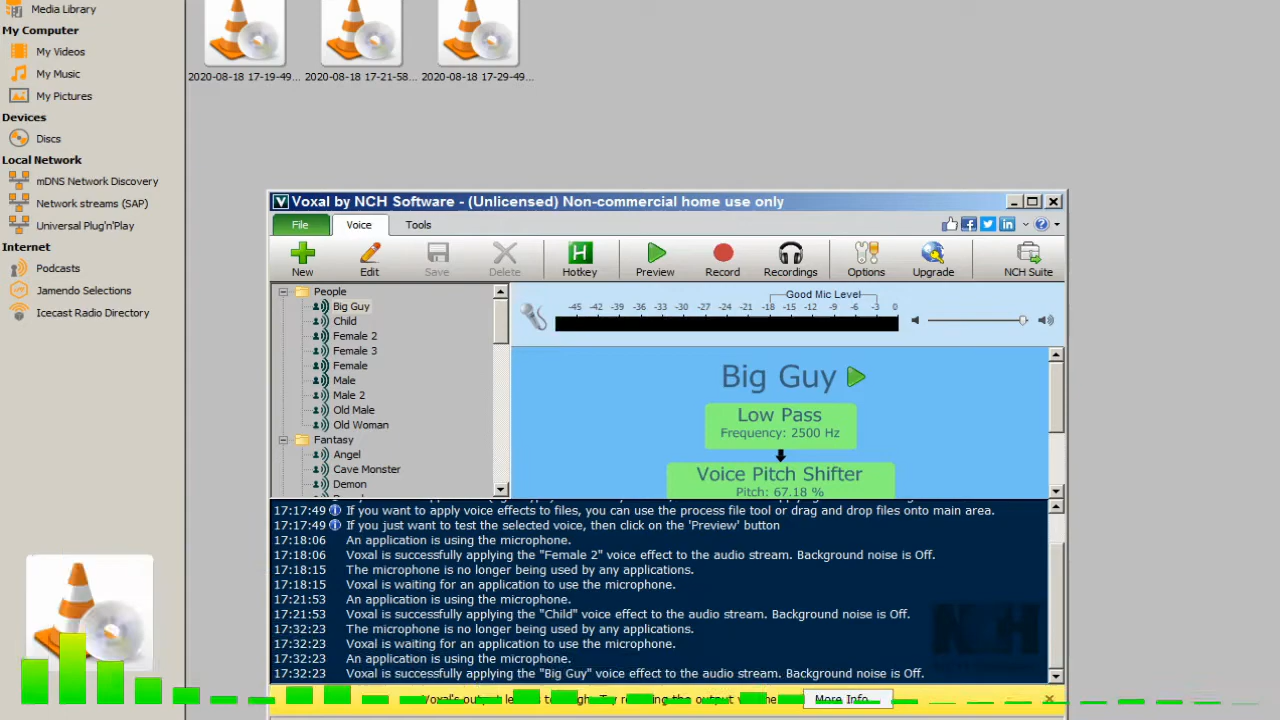 Media Library
My Computer
My Videos
My Music
My Pictures
Devices
Discs
Local Network
mDNS Network Discovery
Network streams (SAP)
Universal Plug'n'Play
Internet
Podcasts
Jamendo Selections
Icecast Radio Directory
2020-08-18 17-19-49... 2020-08-18 17-21-58... 2020-08-18 17-29-49...
Voxal by NCH Software - (Unlicensed) Non-commercial home use only
File Voice Tools
New Edit Save Delete Hotkey Preview Record Recordings Options Upgrade NCH Suite
People
Big Guy
Child
Female 2
Female 3
Female
Male
Male 2
Old Male
Old Woman
Fantasy
Angel
Cave Monster
Demon
Good Mic Level
-45 -42 -39 -36 -33 -30 -27 -24 -21 -18 -15 -12 -9 -6 -3 0
Big Guy
Low Pass
Frequency: 2500 Hz
Voice Pitch Shifter
Pitch: 67.18 %
17:17:49 If you want to apply voice effects to files, you can use the process file tool or drag and drop files onto main area.
17:17:49 If you just want to test the selected voice, then click on the 'Preview' button
17:18:06 An application is using the microphone.
17:18:06 Voxal is successfully applying the "Female 2" voice effect to the audio stream. Background noise is Off.
17:18:15 The microphone is no longer being used by any applications.
17:18:15 Voxal is waiting for an application to use the microphone.
17:21:53 An application is using the microphone.
17:21:53 Voxal is successfully applying the "Child" voice effect to the audio stream. Background noise is Off.
17:32:23 The microphone is no longer being used by any applications.
17:32:23 Voxal is waiting for an application to use the microphone.
17:32:23 An application is using the microphone.
17:32:23 Voxal is successfully applying the "Big Guy" voice effect to the audio stream. Background noise is Off.
NCH
Voxal's output the output More Info